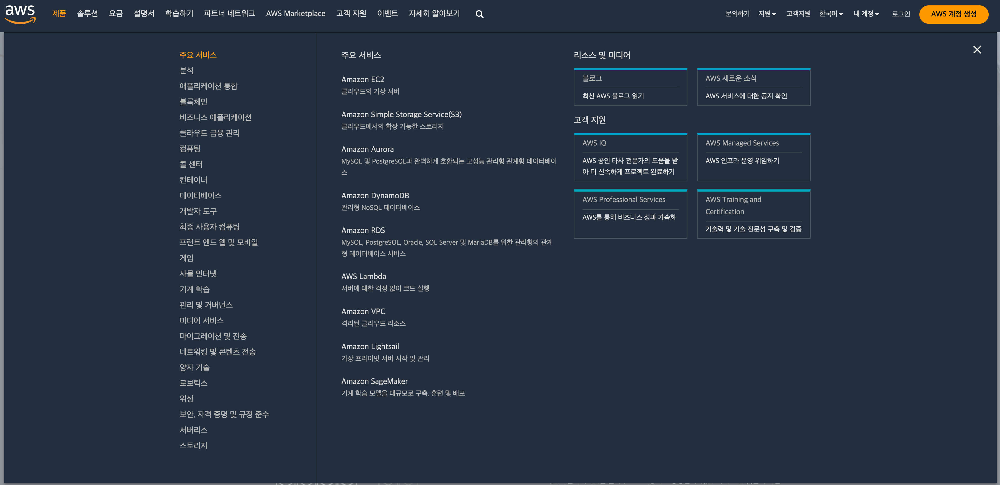 aws
제품 솔루션 요금 설명서 학습하기 파트너 네트워크 AWS Marketplace 고객 지원 이벤트 자세히 알아보기
문의하기 지원 고객지원 한국어 내 계정 로그인 AWS 계정 생성
주요 서비스
분석
애플리케이션 통합
블록체인
비즈니스 애플리케이션
클라우드 금융 관리
컴퓨팅
콜 센터
컨테이너
데이터베이스
개발자 도구
최종 사용자 컴퓨팅
프런트 엔드 웹 및 모바일
게임
사물 인터넷
기계 학습
관리 및 거버넌스
미디어 서비스
마이그레이션 및 전송
네트워킹 및 콘텐츠 전송
양자 기술
로보틱스
위성
보안, 자격 증명 및 규정 준수
서버리스
스토리지
주요 서비스
Amazon EC2
클라우드의 가상 서버
Amazon Simple Storage Service(S3)
클라우드에서의 확장 가능한 스토리지
Amazon Aurora
MySQL 및 PostgreSQL과 완벽하게 호환되는 고성능 관리형 관계형 데이터베이
스
Amazon DynamoDB
관리형 NoSQL 데이터베이스
Amazon RDS
MySQL, PostgreSQL, Oracle, SQL Server 및 MariaDB를 위한 관리형의 관계
형 데이터베이스 서비스
AWS Lambda
서버에 대한 걱정 없이 코드 실행
Amazon VPC
격리된 클라우드 리소스
Amazon Lightsail
가상 프라이빗 서버 시작 및 관리
Amazon SageMaker
기계 학습 모델을 대규모로 구축, 훈련 및 배포
리소스 및 미디어
블로그
최신 AWS 블로그 읽기
AWS 새로운 소식
AWS 서비스에 대한 공지 확인
고객 지원
AWS IQ
AWS 공인 타사 전문가의 도움을 받
아 더 신속하게 프로젝트 완료하기
AWS Managed Services
AWS 인프라 운영 위임하기
AWS Professional Services
AWS를 통해 비즈니스 성과 가속화
AWS Training and
Certification
기술력 및 기술 전문성 구축 및 검증